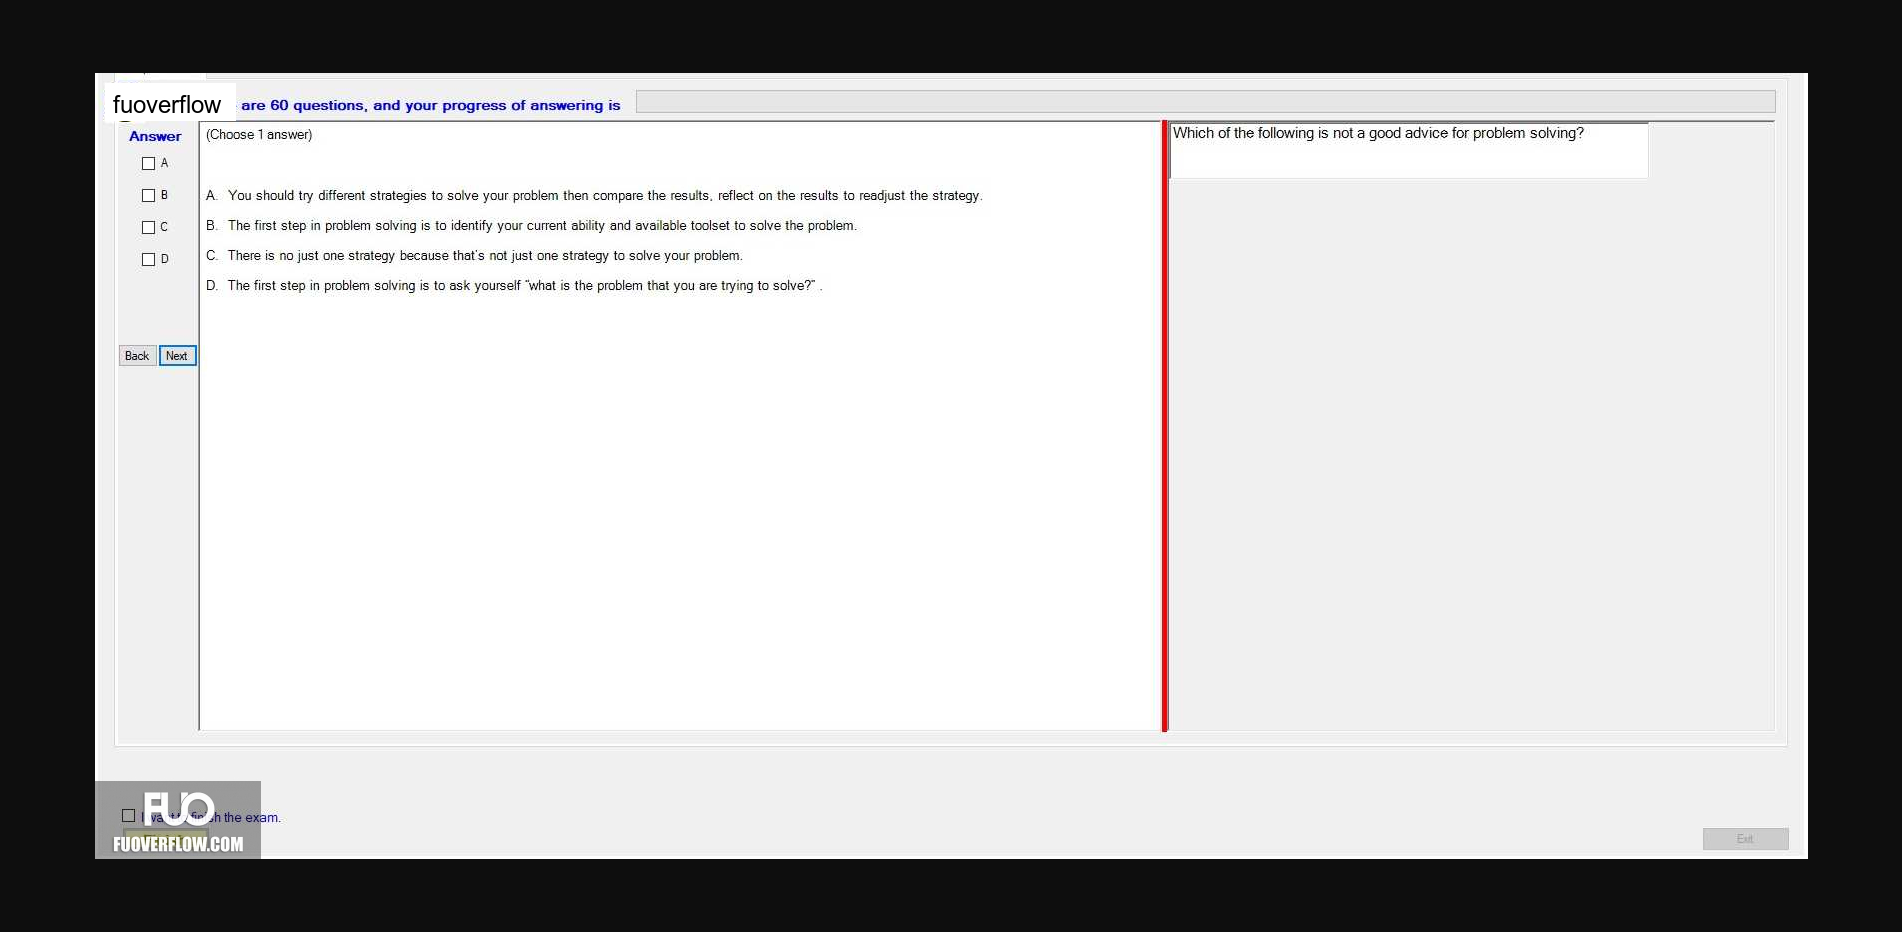 fuoverflow are 60 questions, and your progress of answering is
Answer
(Choose 1 answer)
Which of the following is not a good advice for problem solving?
A
B
C
D
A. You should try different strategies to solve your problem then compare the results, reflect on the results to readjust the strategy.
B. The first step in problem solving is to identify your current ability and available toolset to solve the problem.
C. There is no just one strategy because that's not just one strategy to solve your problem.
D. The first step in problem solving is to ask yourself "what is the problem that you are trying to solve?" .
Back Next
FUO
the exam.
FUOVERFLOW.COM
Exit